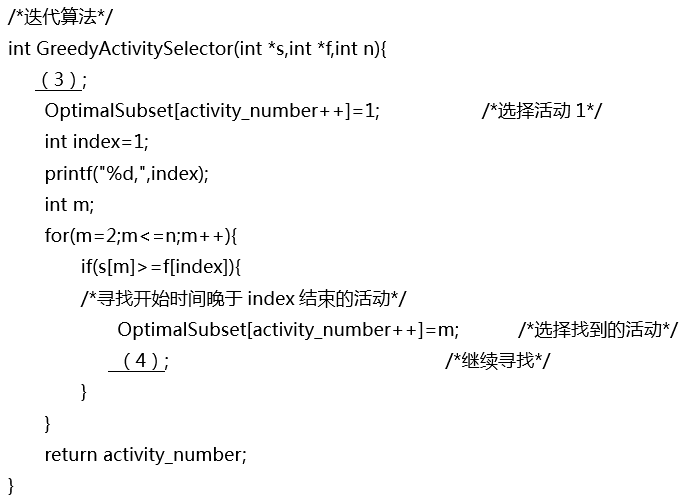 /*迭代算法*/
int GreedyActivitySelector(int *s,int *f,int n){
（3）;
OptimalSubset[activity_number++]=1; /*选择活动1*/
int index=1;
printf("%d,",index);
int m;
for(m=2;m<=n;m++){
if(s[m]>=f[index]){
/*寻找开始时间晚于 index 结束的活动*/
OptimalSubset[activity_number++]=m; /*选择找到的活动*/
（4）; /*继续寻找*/
}
}
return activity_number;
}